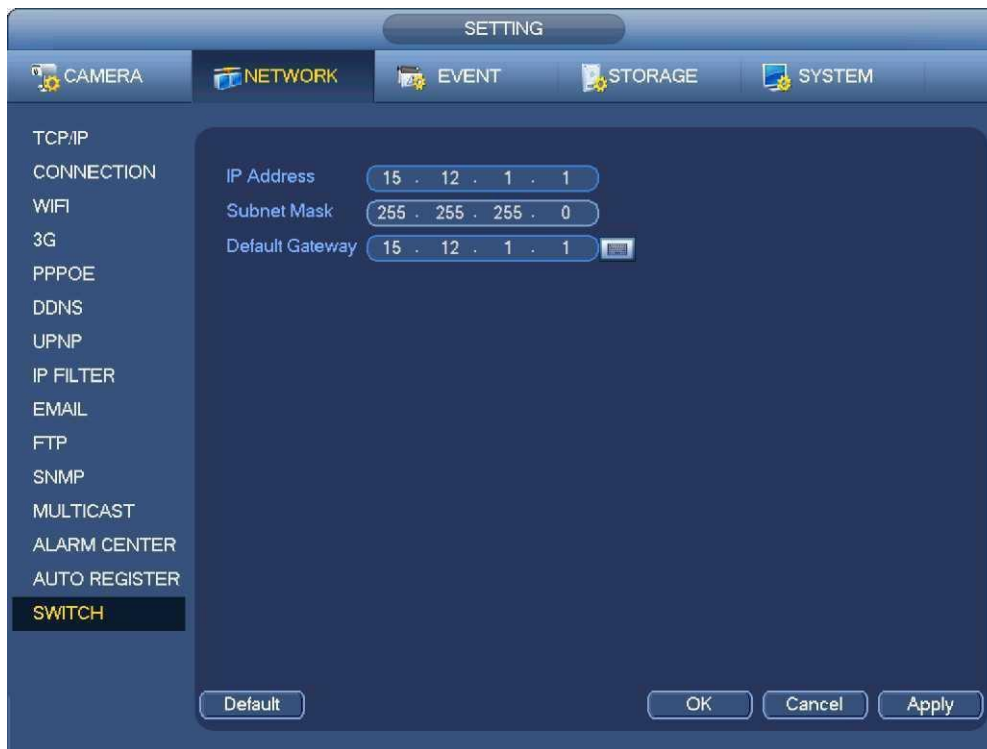 SETTING
CAMERA NETWORK EVENT STORAGE SYSTEM
TCP/IP
CONNECTION
WIFI
3G
PPPOE
DDNS
UPNP
IP FILTER
EMAIL
FTP
SNMP
MULTICAST
ALARM CENTER
AUTO REGISTER
SWITCH
IP Address 15 . 12 . 1 . 1
Subnet Mask 255 . 255 . 255 . 0
Default Gateway 15 . 12 . 1 . 1
Default OK Cancel Apply